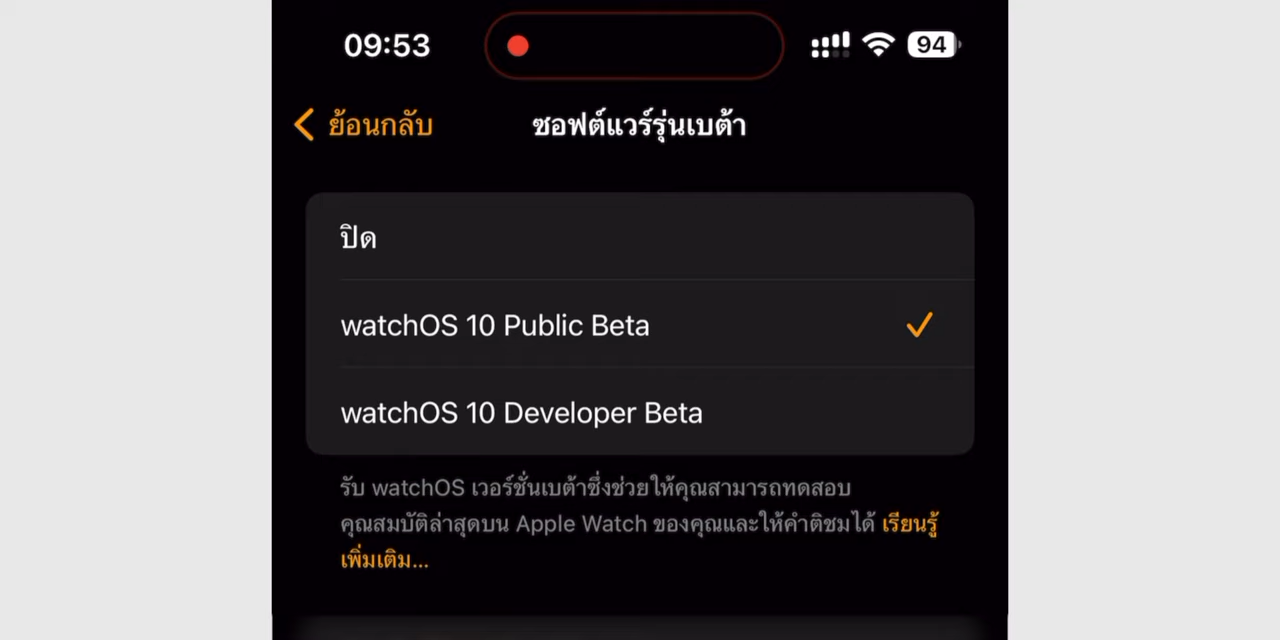 09:53
94
ย้อนกลับ
ซอฟต์แวร์รุ่นเบต้า
ปิด
watchOS 10 Public Beta
watchOS 10 Developer Beta
รับ watchOS เวอร์ชั่นเบต้าซึ่งช่วยให้คุณสามารถทดสอบ
คุณสมบัติล่าสุดบน Apple Watch ของคุณและให้คำติชมได้ เรียนรู้
เพิ่มเติม...